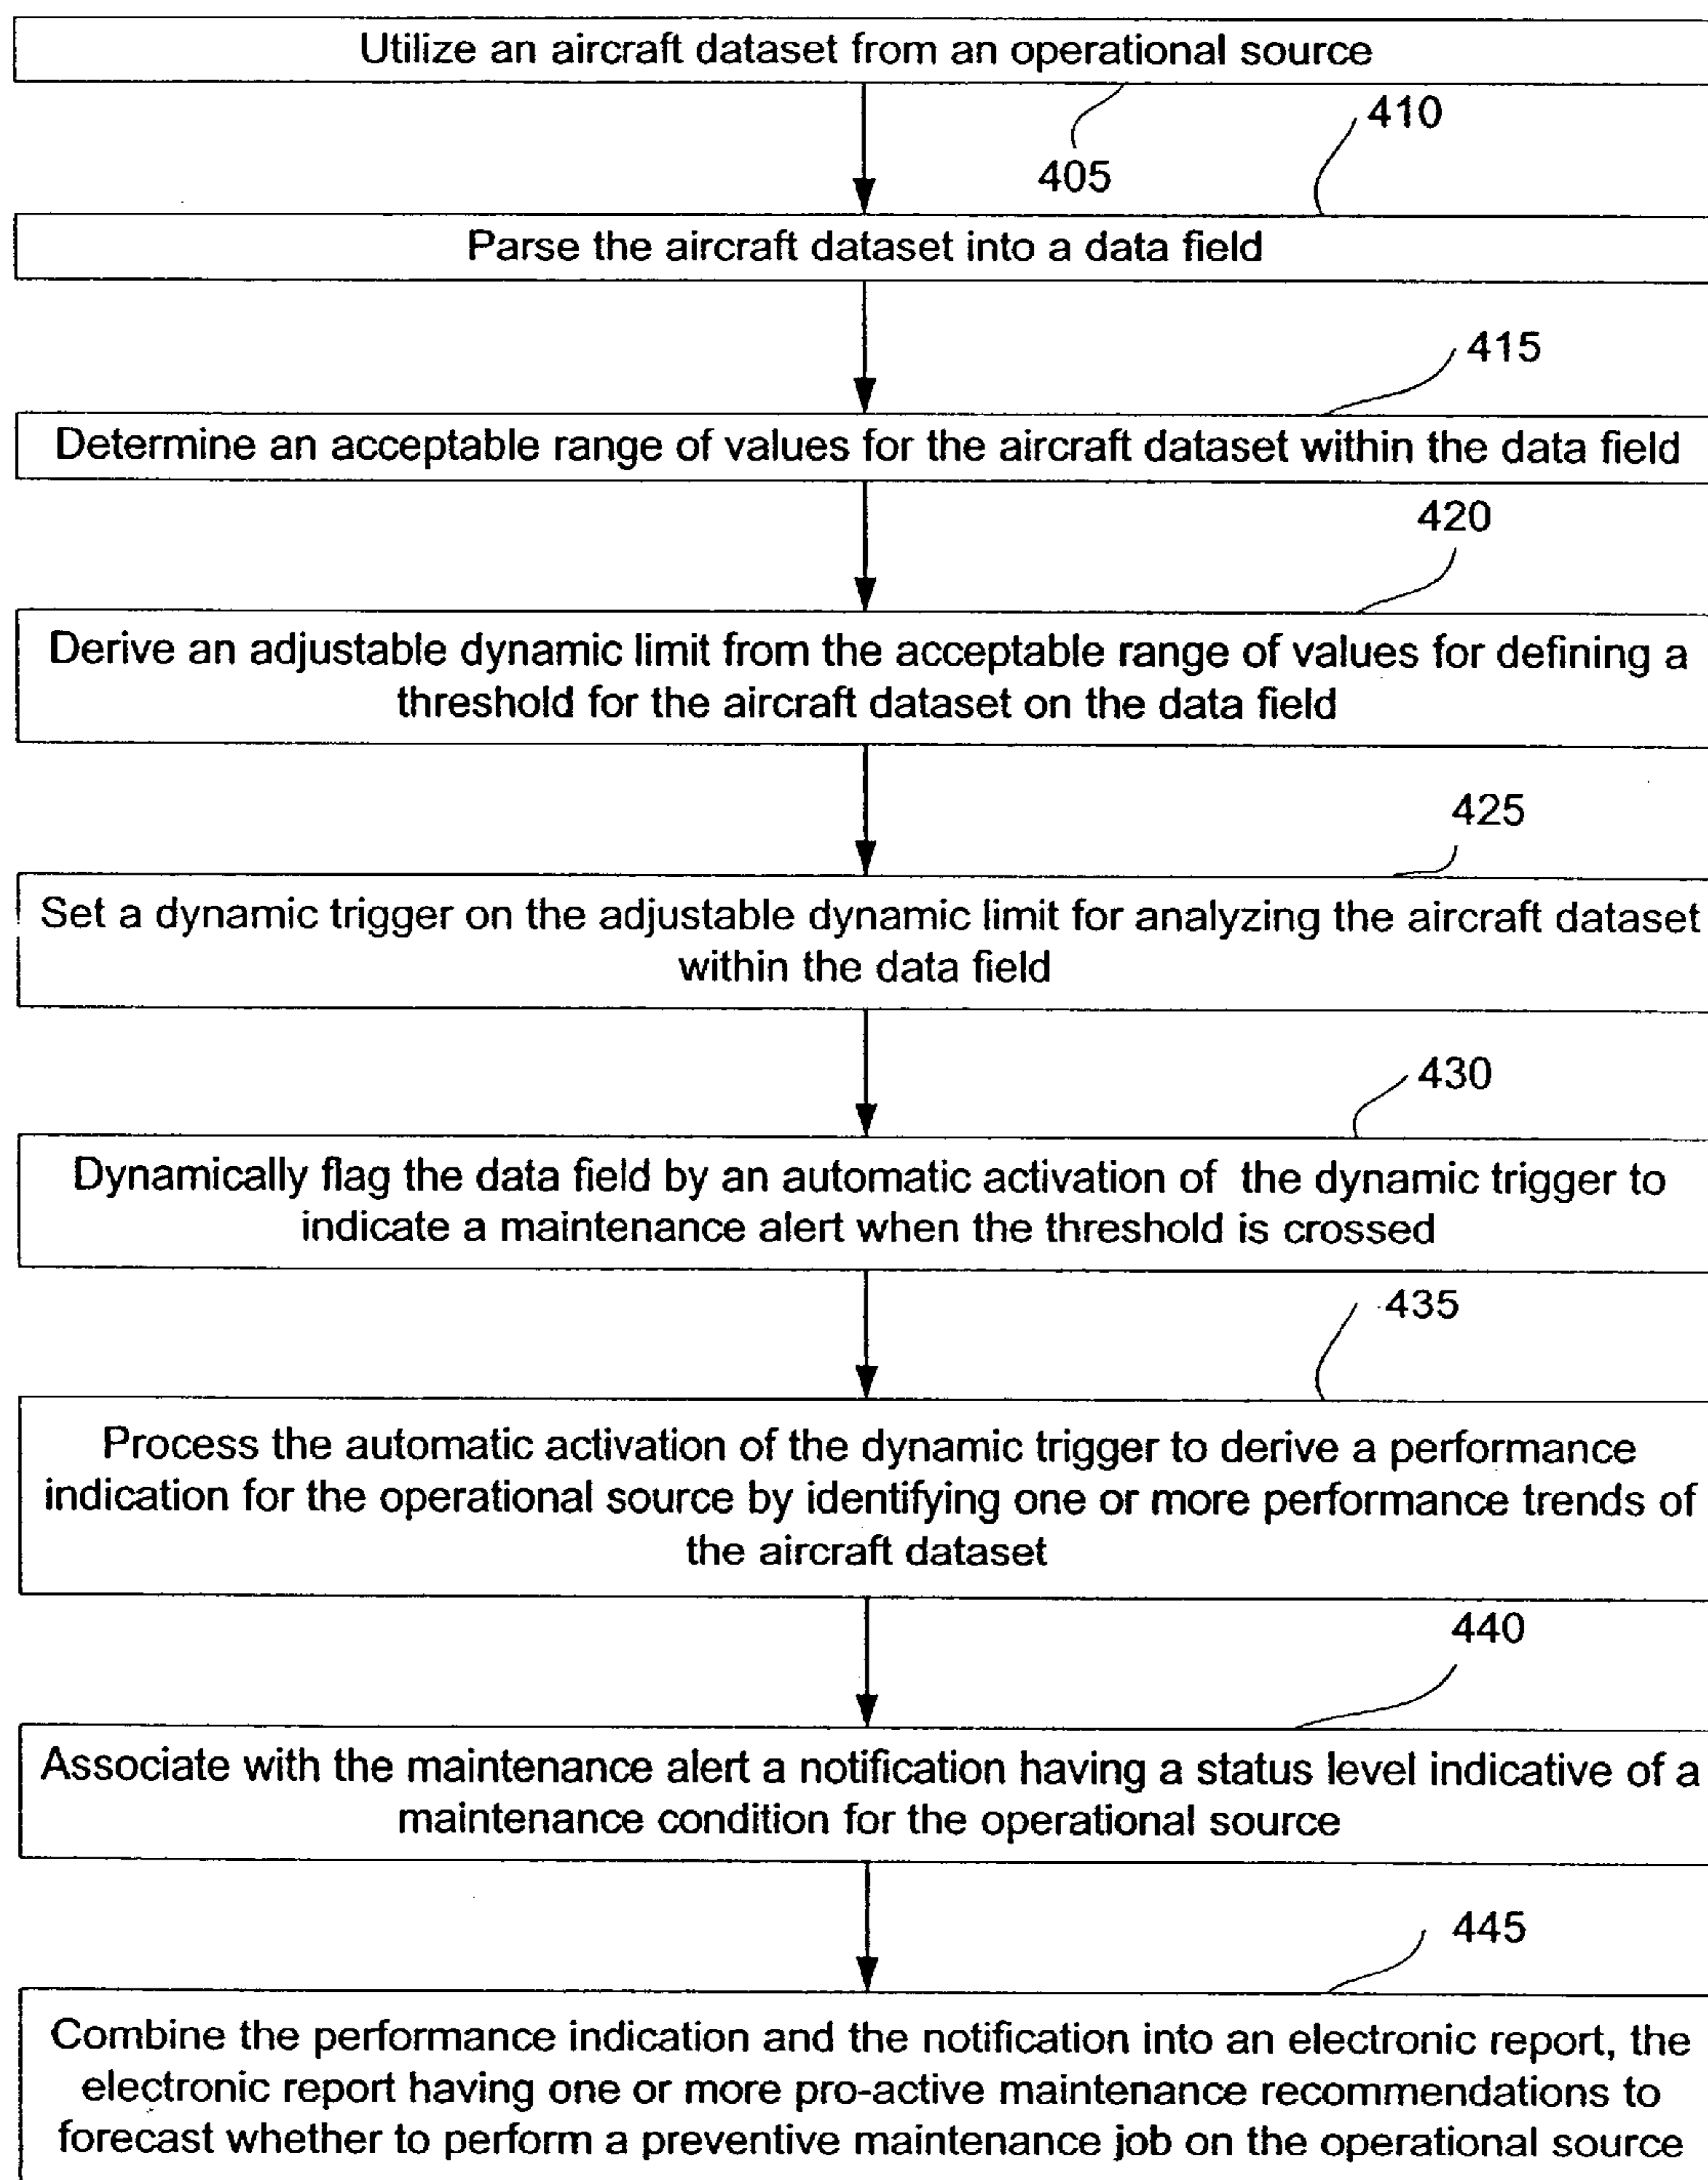 Utilize an aircraft dataset from an operational source
405
410
Parse the aircraft dataset into a data field
415
Determine an acceptable range of values for the aircraft dataset within the data field
420
Derive an adjustable dynamic limit from the acceptable range of values for defining a
threshold for the aircraft dataset on the data field
425
Set a dynamic trigger on the adjustable dynamic limit for analyzing the aircraft dataset
within the data field
430
Dynamically flag the data field by an automatic activation of the dynamic trigger to
indicate a maintenance alert when the threshold is crossed
435
Process the automatic activation of the dynamic trigger to derive a performance
indication for the operational source by identifying one or more performance trends of
the aircraft dataset
440
Associate with the maintenance alert a notification having a status level indicative of a
maintenance condition for the operational source
445
Combine the performance indication and the notification into an electronic report, the
electronic report having one or more pro-active maintenance recommendations to
forecast whether to perform a preventive maintenance job on the operational source